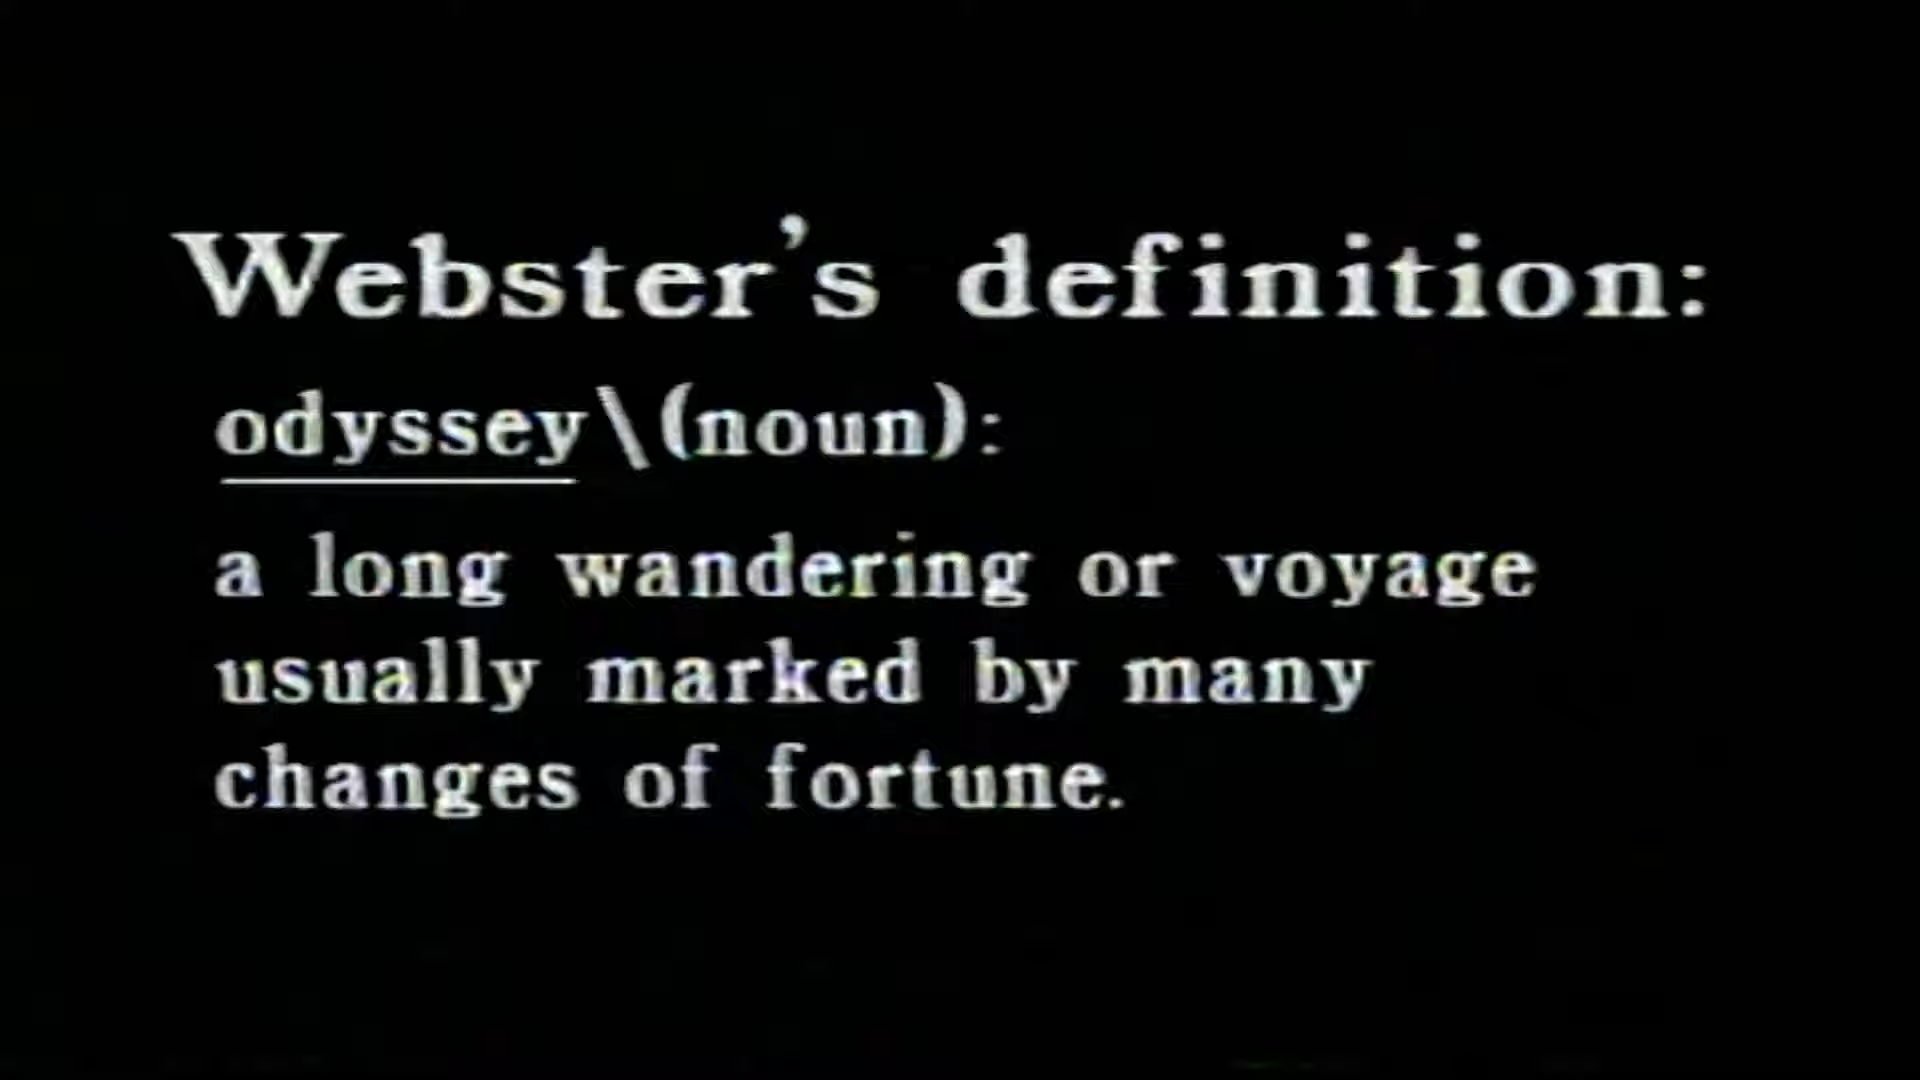 Webster's definition:
odyssey\(noun):
a long wandering or voyage
usually marked by many
changes of fortune.